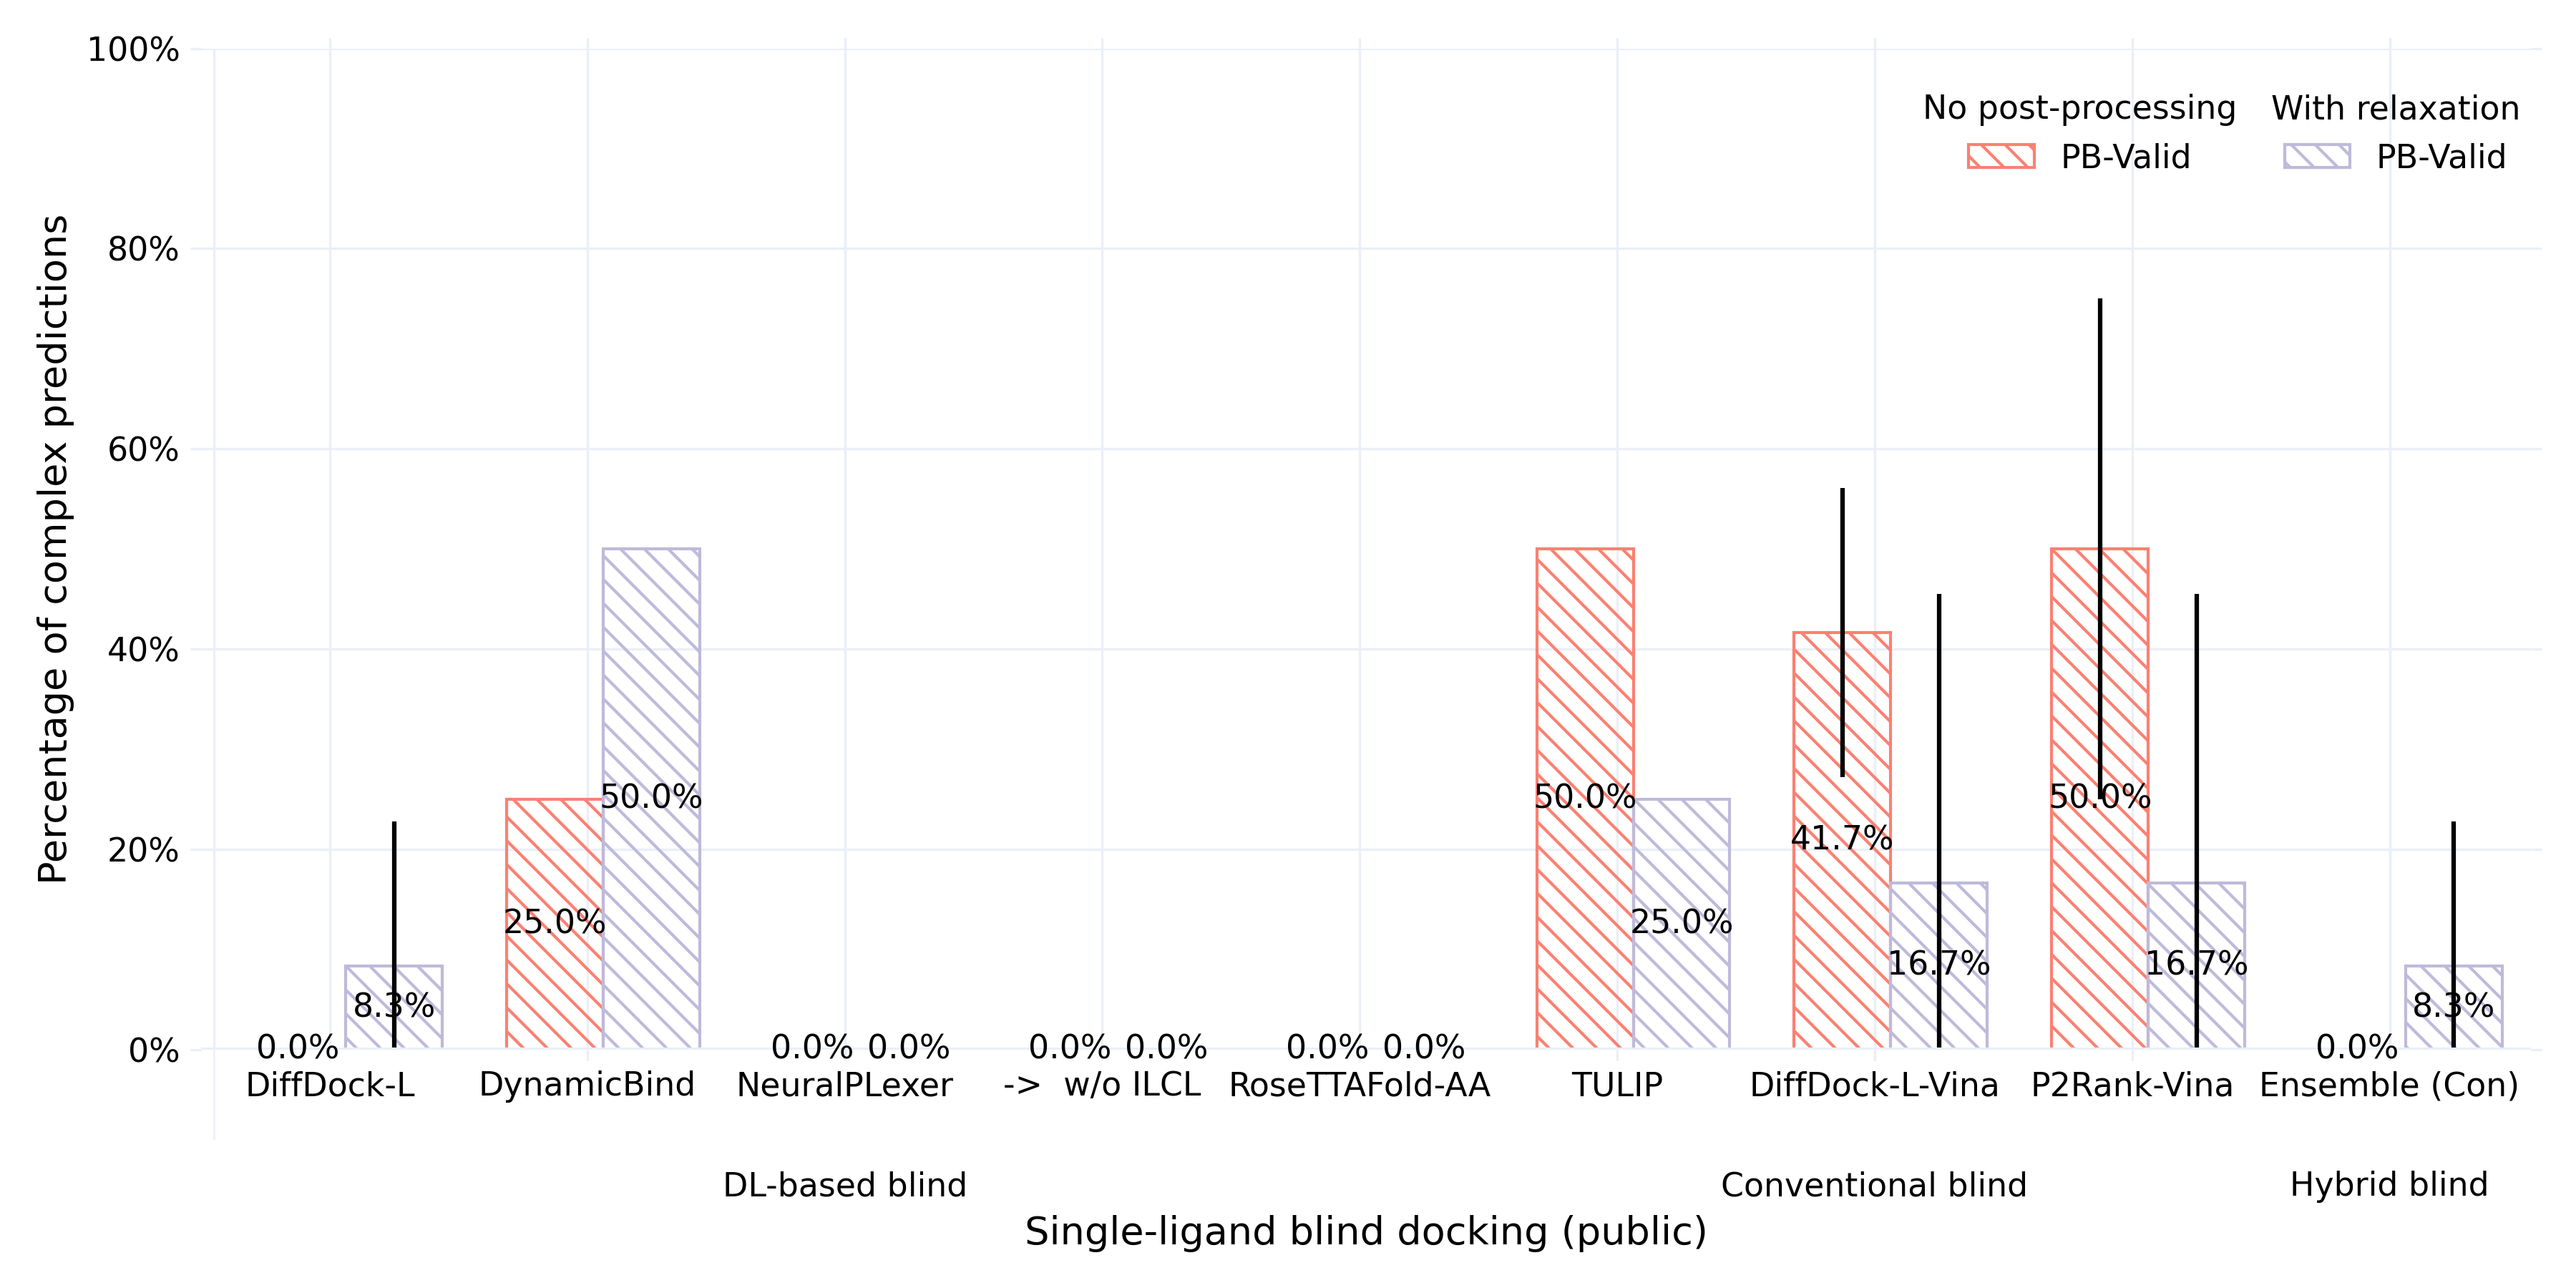 Percentage of complex predictions
100%
80%
60%
40%
20%
0%
No post-processing
PB-Valid
With relaxation
PB-Valid
0.0%
8.3%
25.0%
50.0%
0.0%
0.0%
0.0%
0.0%
0.0%
0.0%
50.0%
25.0%
41.7%
16.7%
50.0%
16.7%
0.0%
8.3%
DiffDock-L
DynamicBind
NeuralPLexer
-> w/o ILCL
RoseTTAFold-AA
TULIP
DiffDock-L-Vina
P2Rank-Vina
Ensemble (Con)
DL-based blind
Conventional blind
Hybrid blind
Single-ligand blind docking (public)